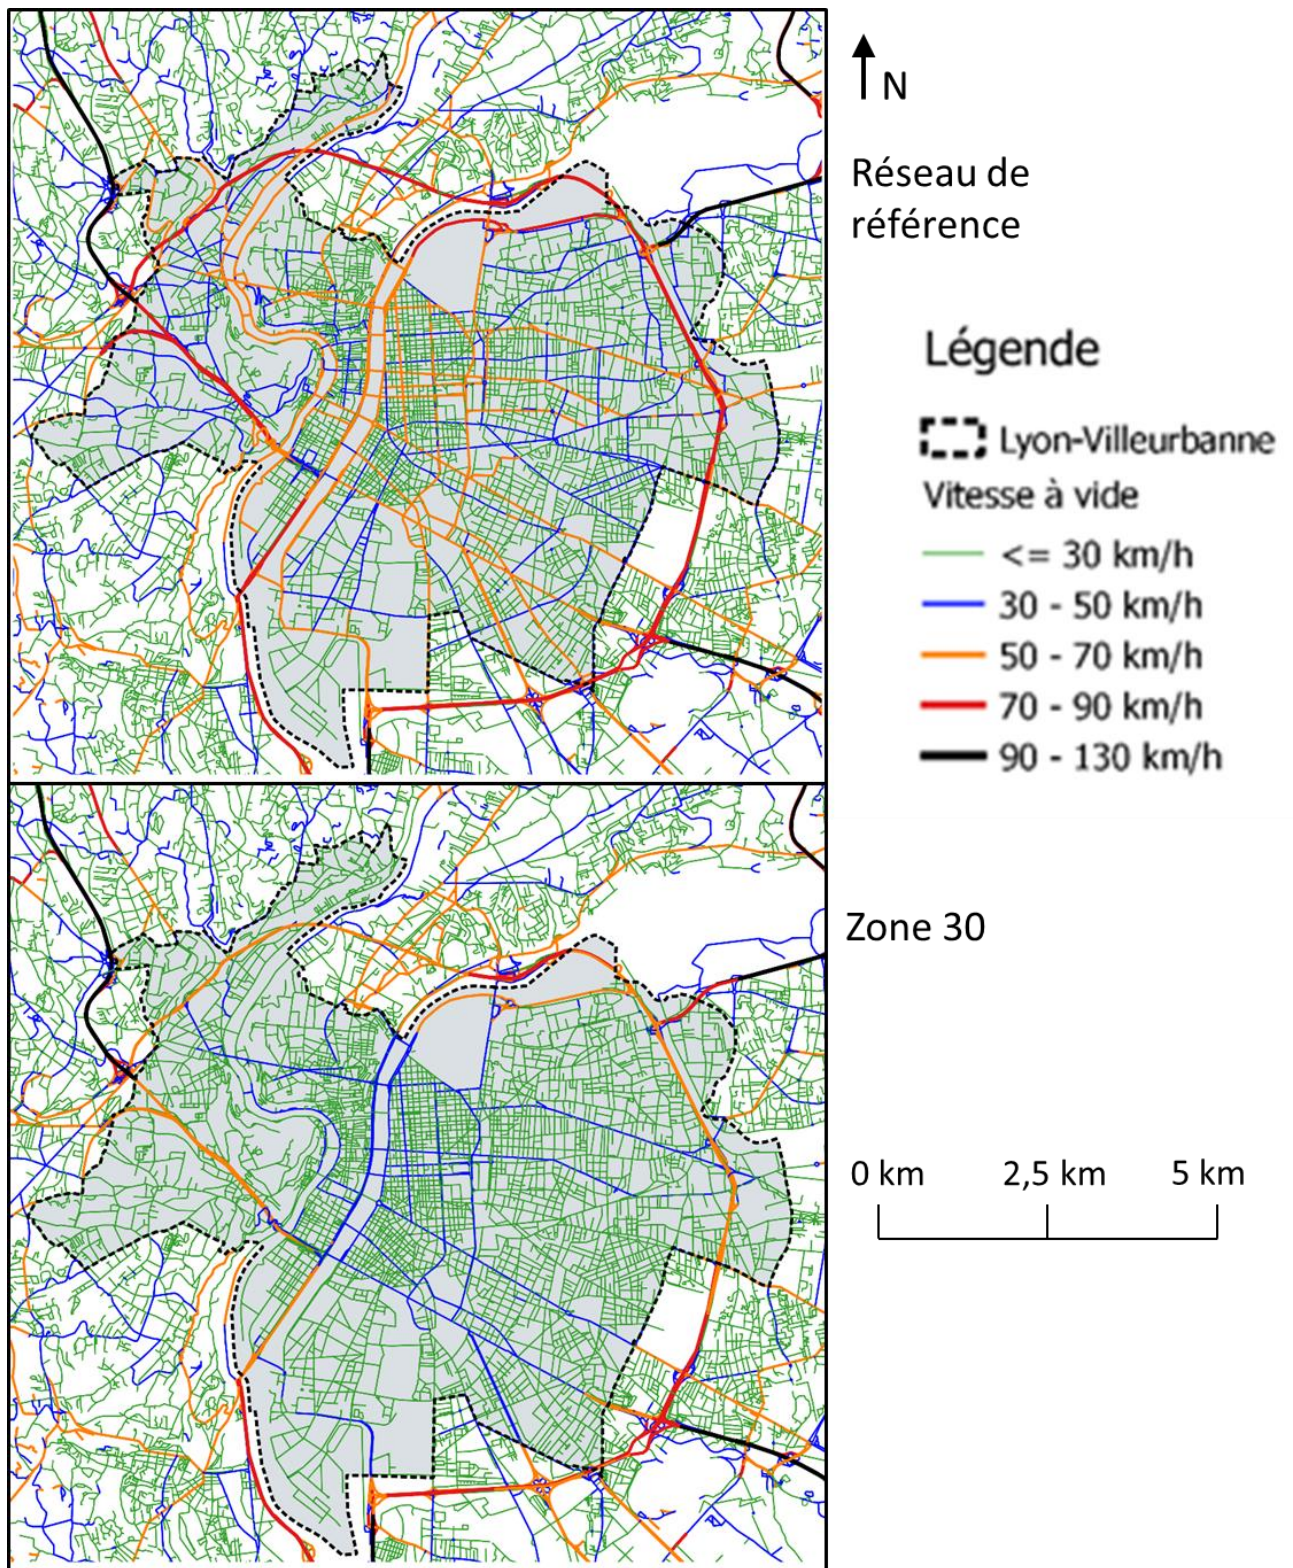 N
Réseau de
référence
Légende
Lyon-Villeurbanne
Vitesse à vide
<= 30 km/h
30 - 50 km/h
50 - 70 km/h
70 - 90 km/h
90 - 130 km/h
Zone 30
0 km 2,5 km 5 km